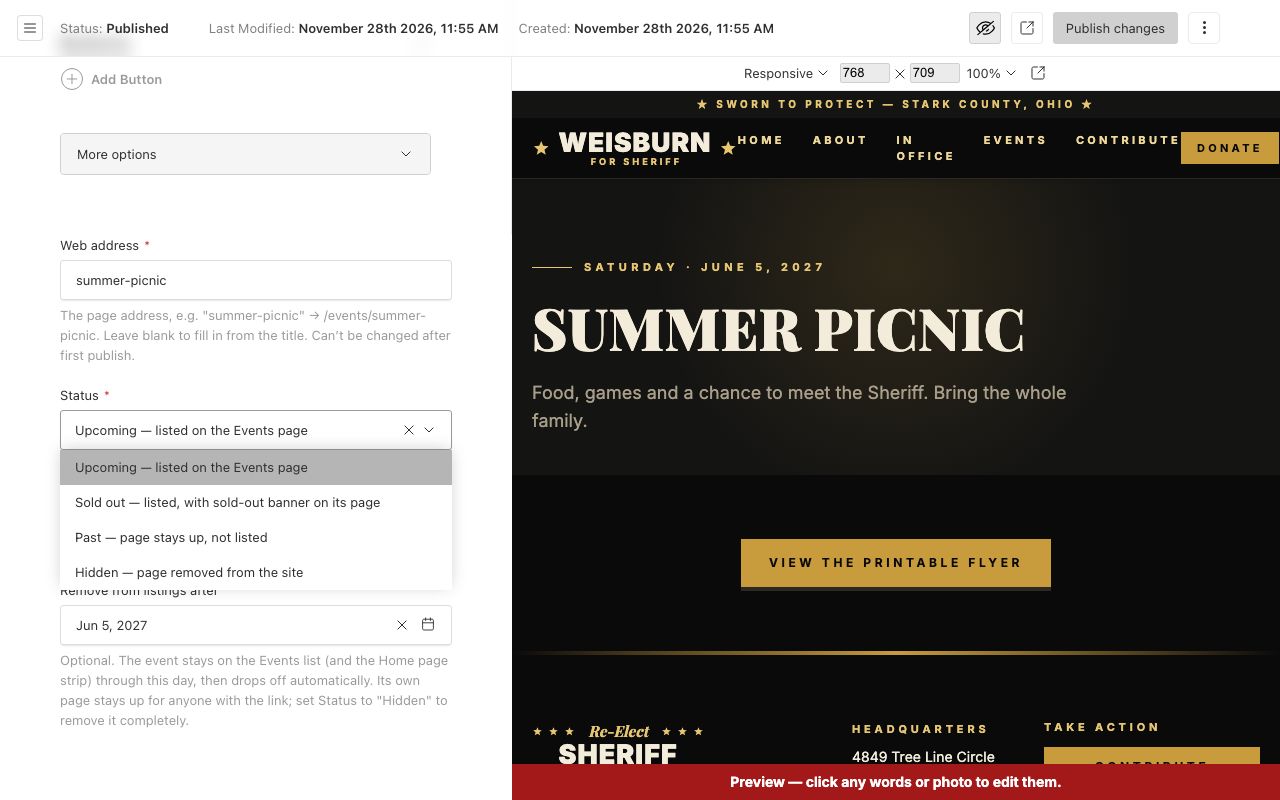 Status: Published
Last Modified: November 28th 2026, 11:55 AM
Created: November 28th 2026, 11:55 AM
Publish changes
Add Button
More options
Web address *
summer-picnic
The page address, e.g. "summer-picnic" → /events/summer-
picnic. Leave blank to fill in from the title. Can't be changed after
first publish.
Status *
Upcoming — listed on the Events page
Upcoming — listed on the Events page
Sold out — listed, with sold-out banner on its page
Past — page stays up, not listed
Hidden — page removed from the site
Remove from listings after
Jun 5, 2027
Optional. The event stays on the Events list (and the Home page
strip) through this day, then drops off automatically. Its own
page stays up for anyone with the link; set Status to "Hidden" to
remove it completely.
Responsive 768 × 709 100%
★ SWORN TO PROTECT — STARK COUNTY, OHIO ★
★ WEISBURN ★
FOR SHERIFF
HOME
ABOUT
IN
OFFICE
EVENTS
CONTRIBUTE
DONATE
SATURDAY · JUNE 5, 2027
SUMMER PICNIC
Food, games and a chance to meet the Sheriff. Bring the whole
family.
VIEW THE PRINTABLE FLYER
★ ★ ★ Re-Elect ★ ★ ★
SHERIFF
HEADQUARTERS
4849 Tree Line Circle
TAKE ACTION
CONTRIBUTE
Preview — click any words or photo to edit them.